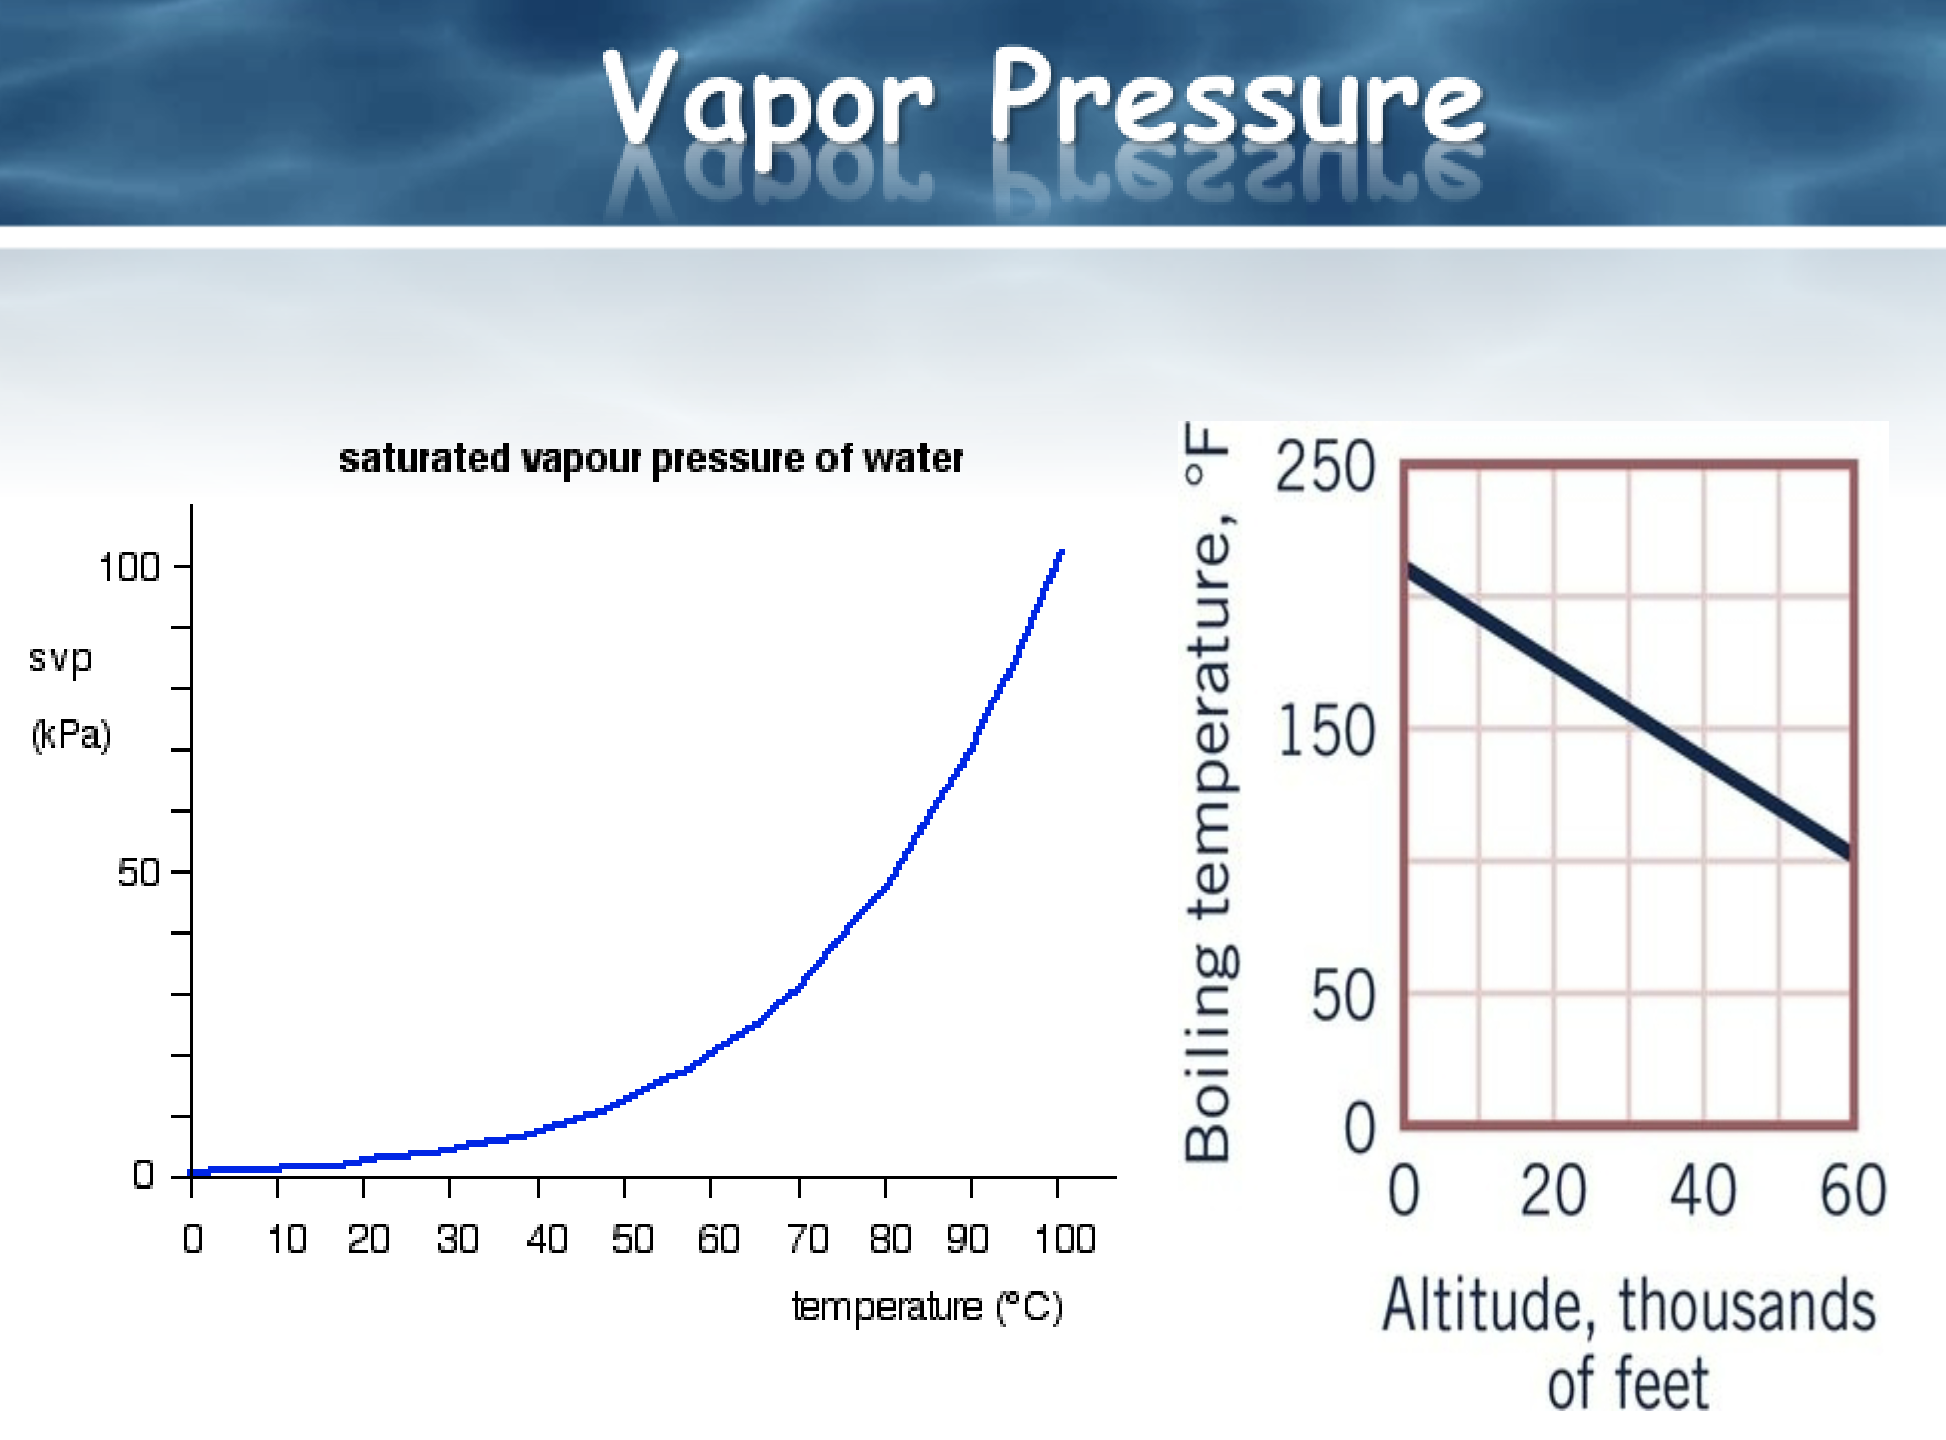 Vapor Pressure
saturated vapour pressure of water
100
svp
(kPa)
50
0
0 10 20 30 40 50 60 70 80 90 100
temperature (°C)
Boiling temperature, °F
250
150
50
0
0 20 40 60
Altitude, thousands
of feet